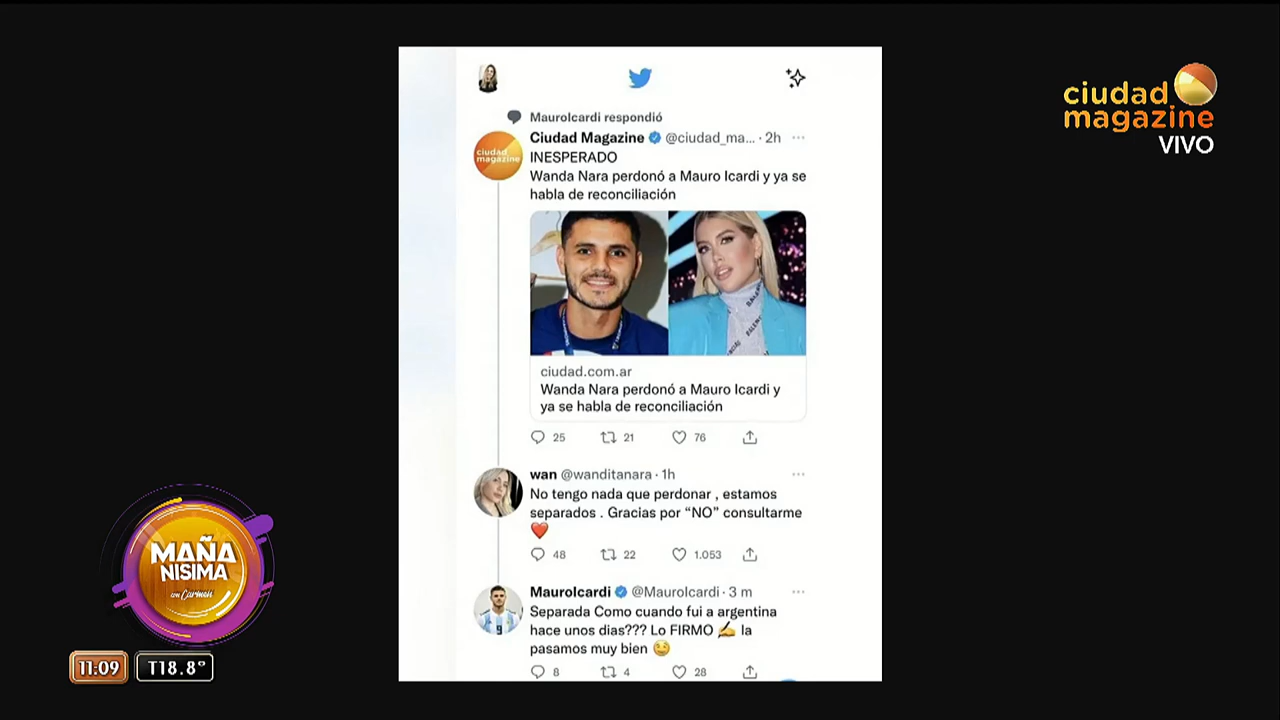 ciudad
magazine
VIVO
MauroIcardi respondió
Ciudad Magazine @ciudad_ma... · 2h
ciudad
magazine
INESPERADO
Wanda Nara perdonó a Mauro Icardi y ya se
habla de reconciliación
ciudad.com.ar
Wanda Nara perdonó a Mauro Icardi y
ya se habla de reconciliación
25 21 76
wan @wanditanara · 1h
No tengo nada que perdonar , estamos
separados . Gracias por “NO” consultarme
❤️
48 22 1.053
MauroIcardi @MauroIcardi · 3 m
Separada Como cuando fui a argentina
hace unos dias??? Lo FIRMO ✍️ la
pasamos muy bien 😉
8 4 28
MAÑA
NISIMA
con Carmen
11:09 T18.8°